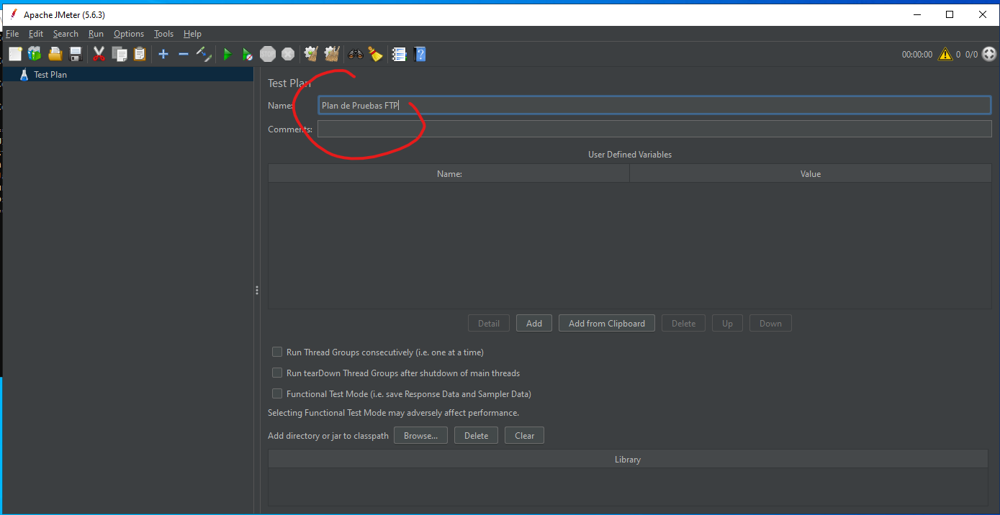 Apache JMeter (5.6.3)
File Edit Search Run Options Tools Help
STOP 00:00:00 0 0/0
Test Plan
Test Plan
Name: Plan de Pruebas FTP
Comments:
User Defined Variables
Name: Value
Detail Add Add from Clipboard Delete Up Down
Run Thread Groups consecutively (i.e. one at a time)
Run tearDown Thread Groups after shutdown of main threads
Functional Test Mode (i.e. save Response Data and Sampler Data)
Selecting Functional Test Mode may adversely affect performance.
Add directory or jar to classpath Browse... Delete Clear
Library